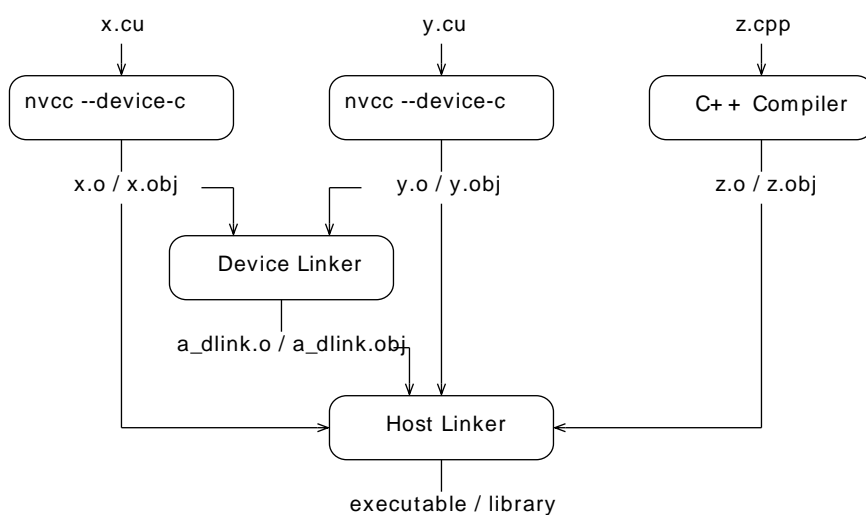 x.cu y.cu z.cpp
nvcc --device-c nvcc --device-c C++ Compiler
x.o / x.obj y.o / y.obj z.o / z.obj
Device Linker
a_dlink.o / a_dlink.obj
Host Linker
executable / library